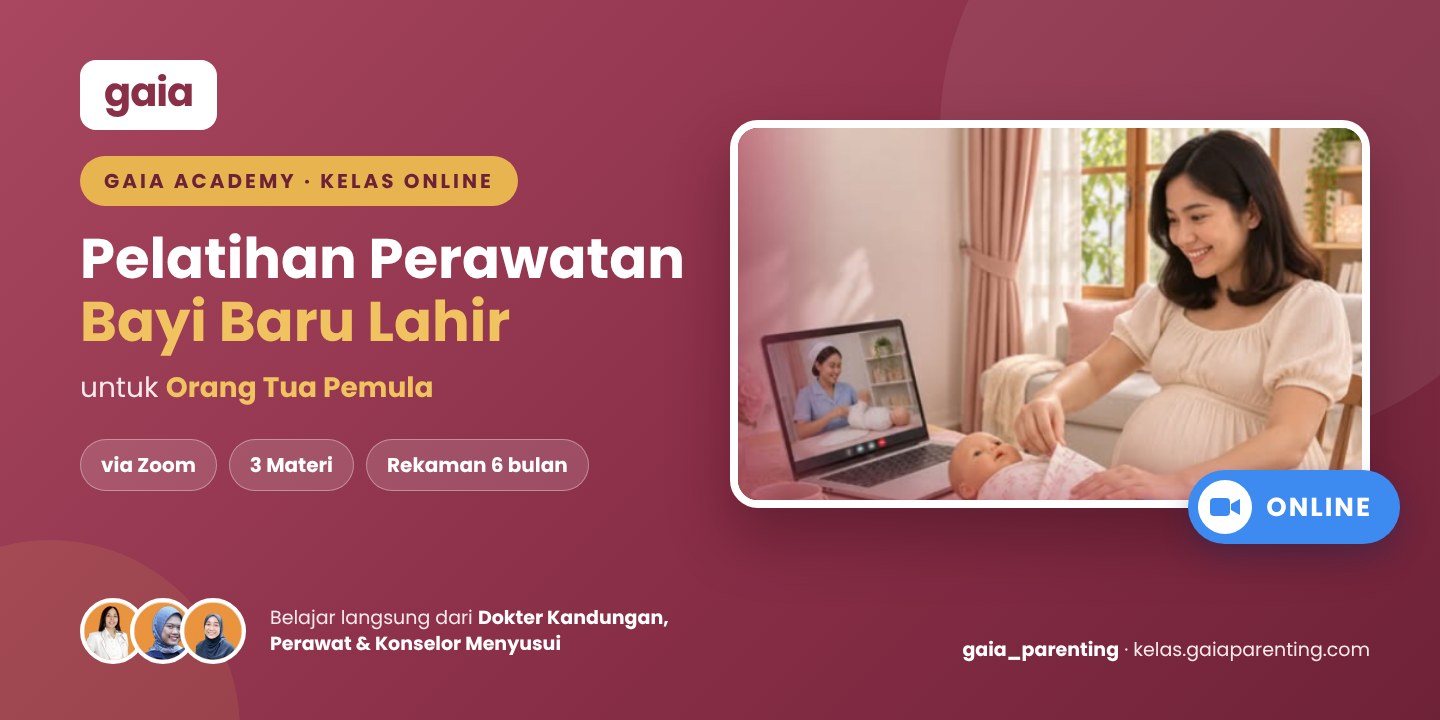 gaia
GAIA ACADEMY · KELAS ONLINE
Pelatihan Perawatan
Bayi Baru Lahir
untuk Orang Tua Pemula
via Zoom
3 Materi
Rekaman 6 bulan
ONLINE
Belajar langsung dari Dokter Kandungan,
Perawat & Konselor Menyusui
gaia_parenting · kelas.gaiaparenting.com